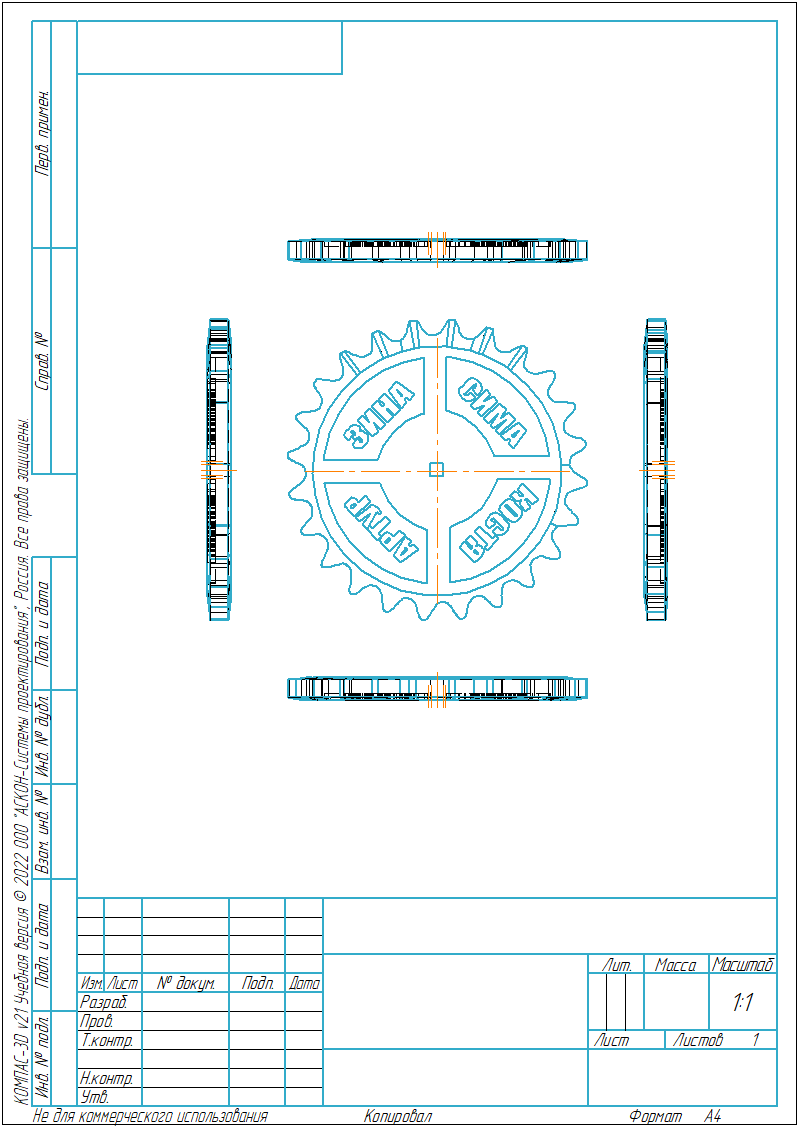 Перв. примен.
Справ. №
Подп. и дата
Инв. № дубл.
Взам. инв. №
Подп. и дата
Инв. № подл.
КОМПАС-3D v21 Учебная версия © 2022 ООО "АСКОН-Системы проектирования", Россия. Все права защищены.
ЗИНА
СИМА
АРТУР
КОСТЯ
Изм. Лист № докум. Подп. Дата
Разраб.
Пров.
Т.контр.
Н.контр.
Утв.
Лит. Масса Масштаб
1:1
Лист Листов 1
Не для коммерческого использования Копировал Формат А4